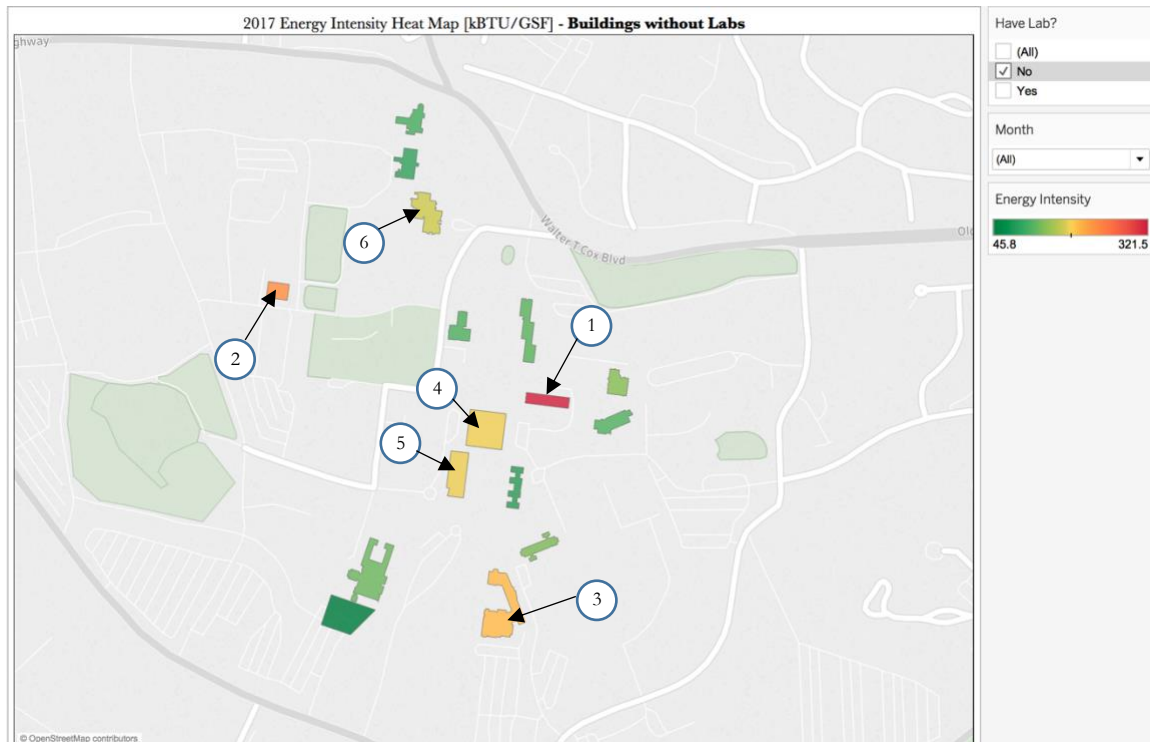 2017 Energy Intensity Heat Map [kBTU/GSF] - Buildings without Labs
ghway
Walter T Cox Blvd
Old
6
2
1
4
5
3
© OpenStreetMap contributors
Have Lab?
(All)
No
Yes
Month
(All)
Energy Intensity
45.8 321.5